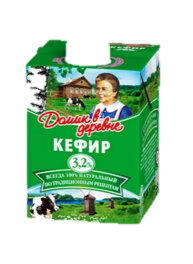 Домик в
деревне
КЕФИР
3,2%
ВСЕГДА 100% НАТУРАЛЬНЫЙ
ПО ТРАДИЦИОННЫМ РЕЦЕПТАМ